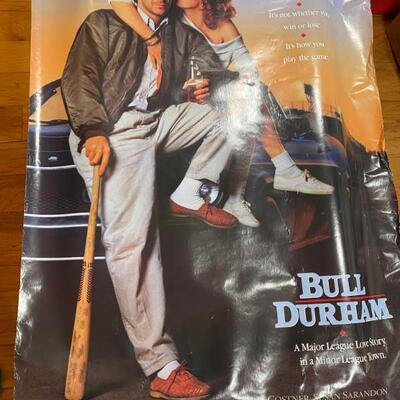 It's not whether you
win or lose
It's how you
play the game
BULL
DURHAM
A Major League Love Story
in a Minor League Town.
COSTNER SUSAN SARANDON